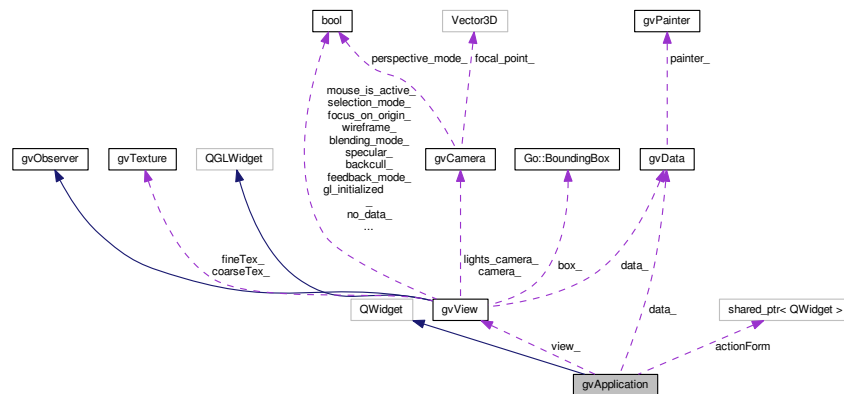 bool
Vector3D
gvPainter
perspective_mode_
focal_point_
painter_
mouse_is_active_
selection_mode_
focus_on_origin_
wireframe_
blending_mode_
specular_
backcull_
feedback_mode_
gl_initialized
_
no_data_
...
gvObserver
gvTexture
QGLWidget
gvCamera
Go::BoundingBox
gvData
fineTex_
coarseTex_
lights_camera_
camera_
box_
data_
QWidget
gvView
data_
shared_ptr< QWidget >
view_
actionForm
gvApplication